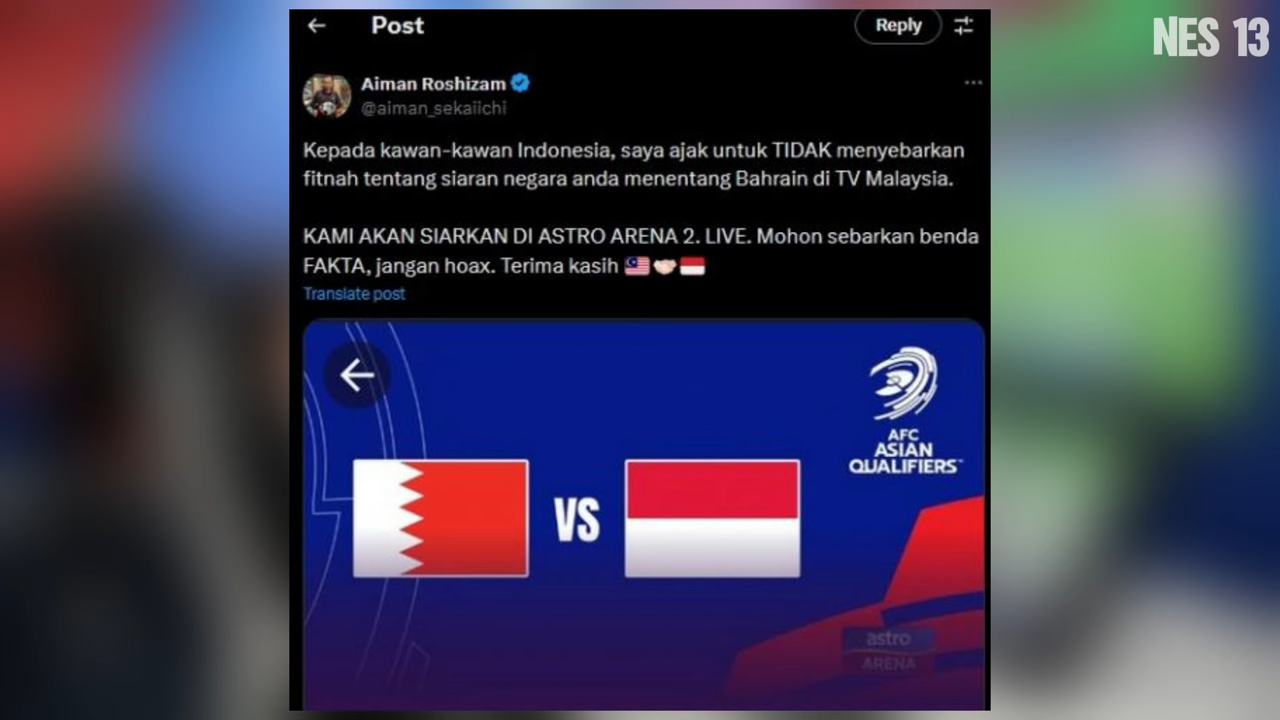 NES 13
Post
Reply
Aiman Roshizam
@aiman_sekaiichi
Kepada kawan-kawan Indonesia, saya ajak untuk TIDAK menyebarkan
fitnah tentang siaran negara anda menentang Bahrain di TV Malaysia.
KAMI AKAN SIARKAN DI ASTRO ARENA 2. LIVE. Mohon sebarkan benda
FAKTA, jangan hoax. Terima kasih 🇲🇾🤝🏻🇮🇩
Translate post
AFC
ASIAN
QUALIFIERS™
VS
astro
ARENA